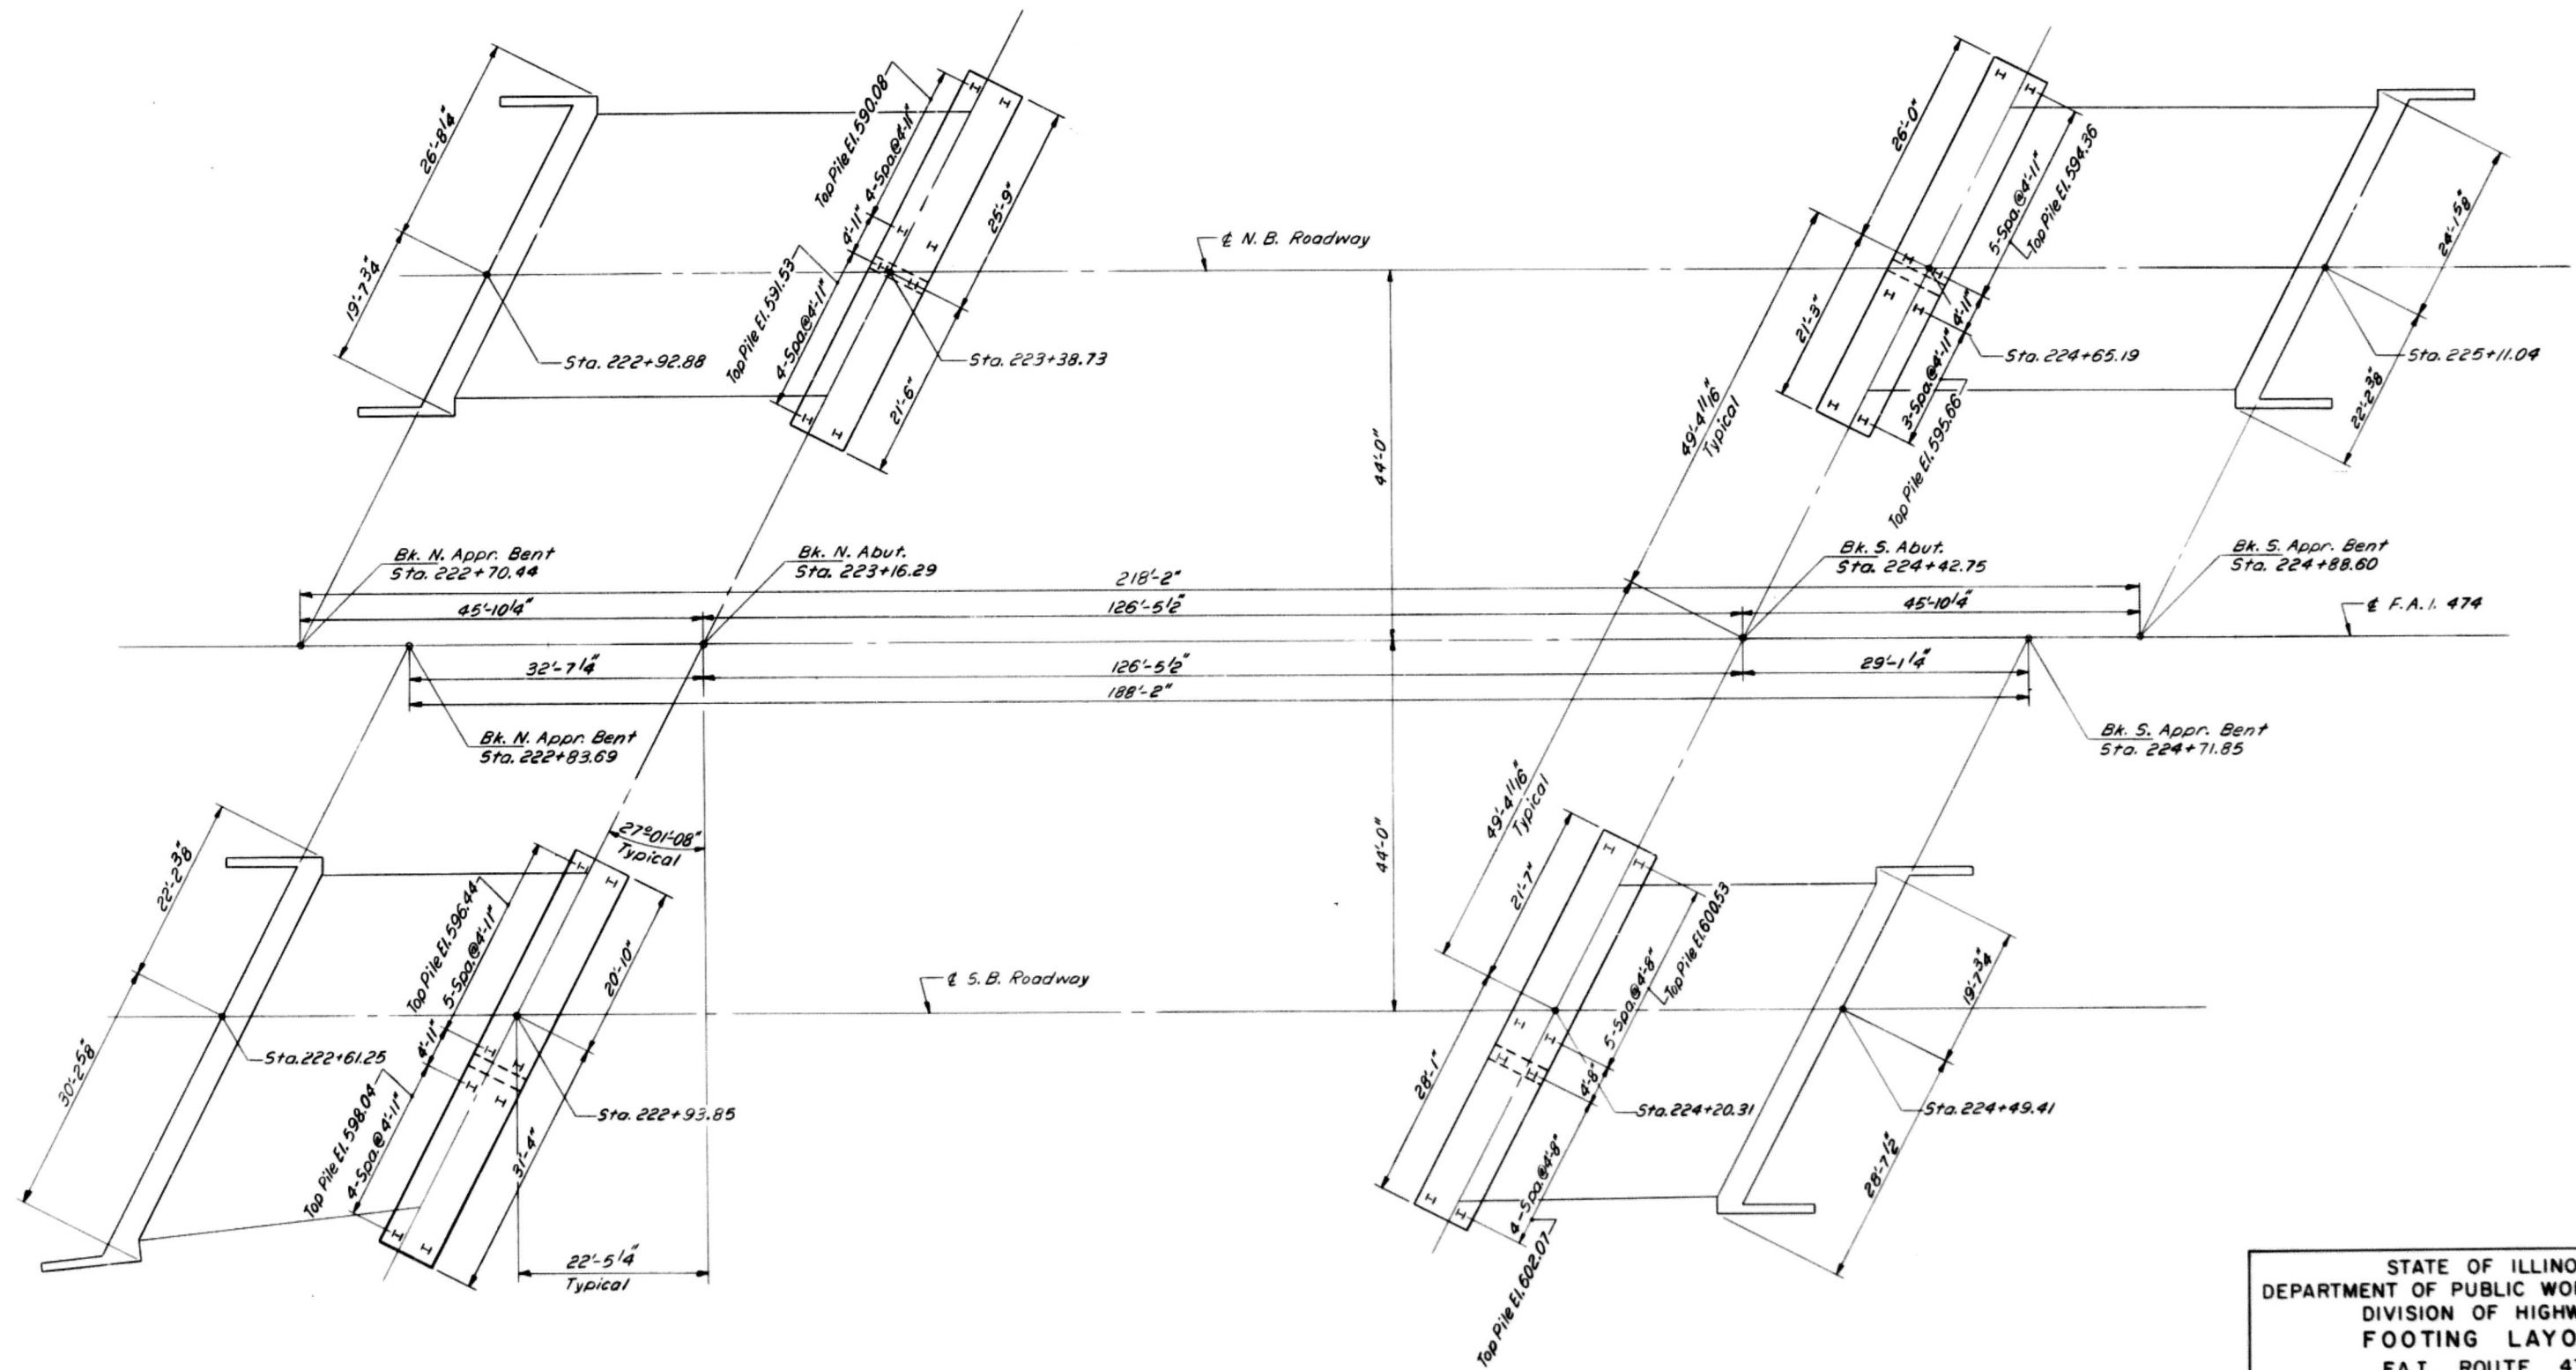 26'-8¼"
19'-7¾"
Sta. 222+92.88
Top Pile El. 590.08
4-Spa.@4'-11"
4'-11"
Top Pile El. 591.53
4-Spa.@4'-11"
25'-9"
21'-6"
Sta. 223+38.73
℄ N.B. Roadway
44'-0"
26'-0"
21'-3"
49'-4 11/16"
Typical
5-Spa.@4'-11"
Top Pile El. 594.36
4'-11"
3-Spa.@4'-11"
Top Pile El. 595.66
Sta. 224+65.19
24'-1⅝"
22'-2⅜"
Sta. 225+11.04
Bk. N. Appr. Bent
Sta. 222+70.44
Bk. N. Abut.
Sta. 223+16.29
Bk. S. Abut.
Sta. 224+42.75
Bk. S. Appr. Bent
Sta. 224+88.60
218'-2"
45'-10¼"
126'-5½"
45'-10¼"
℄ F.A.I. 474
32'-7¼"
126'-5½"
29'-1¼"
188'-2"
Bk. N. Appr. Bent
Sta. 222+83.69
Bk. S. Appr. Bent
Sta. 224+71.85
22'-2⅜"
30'-2⅝"
Sta. 222+61.25
27°-01'-08"
Typical
Top Pile El. 596.44
5-Spa.@4'-11"
4'-11"
Top Pile El. 598.04
4-Spa.@4'-11"
20'-10"
31'-4"
Sta. 222+93.85
22'-5¼"
Typical
℄ S.B. Roadway
44'-0"
49'-4 11/16"
Typical
21'-7"
28'-1"
5-Spa.@4'-8"
Top Pile El. 600.53
4'-8"
4-Spa.@4'-8"
Top Pile El. 602.07
Sta. 224+20.31
19'-7¾"
28'-7½"
Sta. 224+49.41
STATE OF ILLINO
DEPARTMENT OF PUBLIC WO
DIVISION OF HIGHW
FOOTING LAYO
F.A.I. ROUTE 4